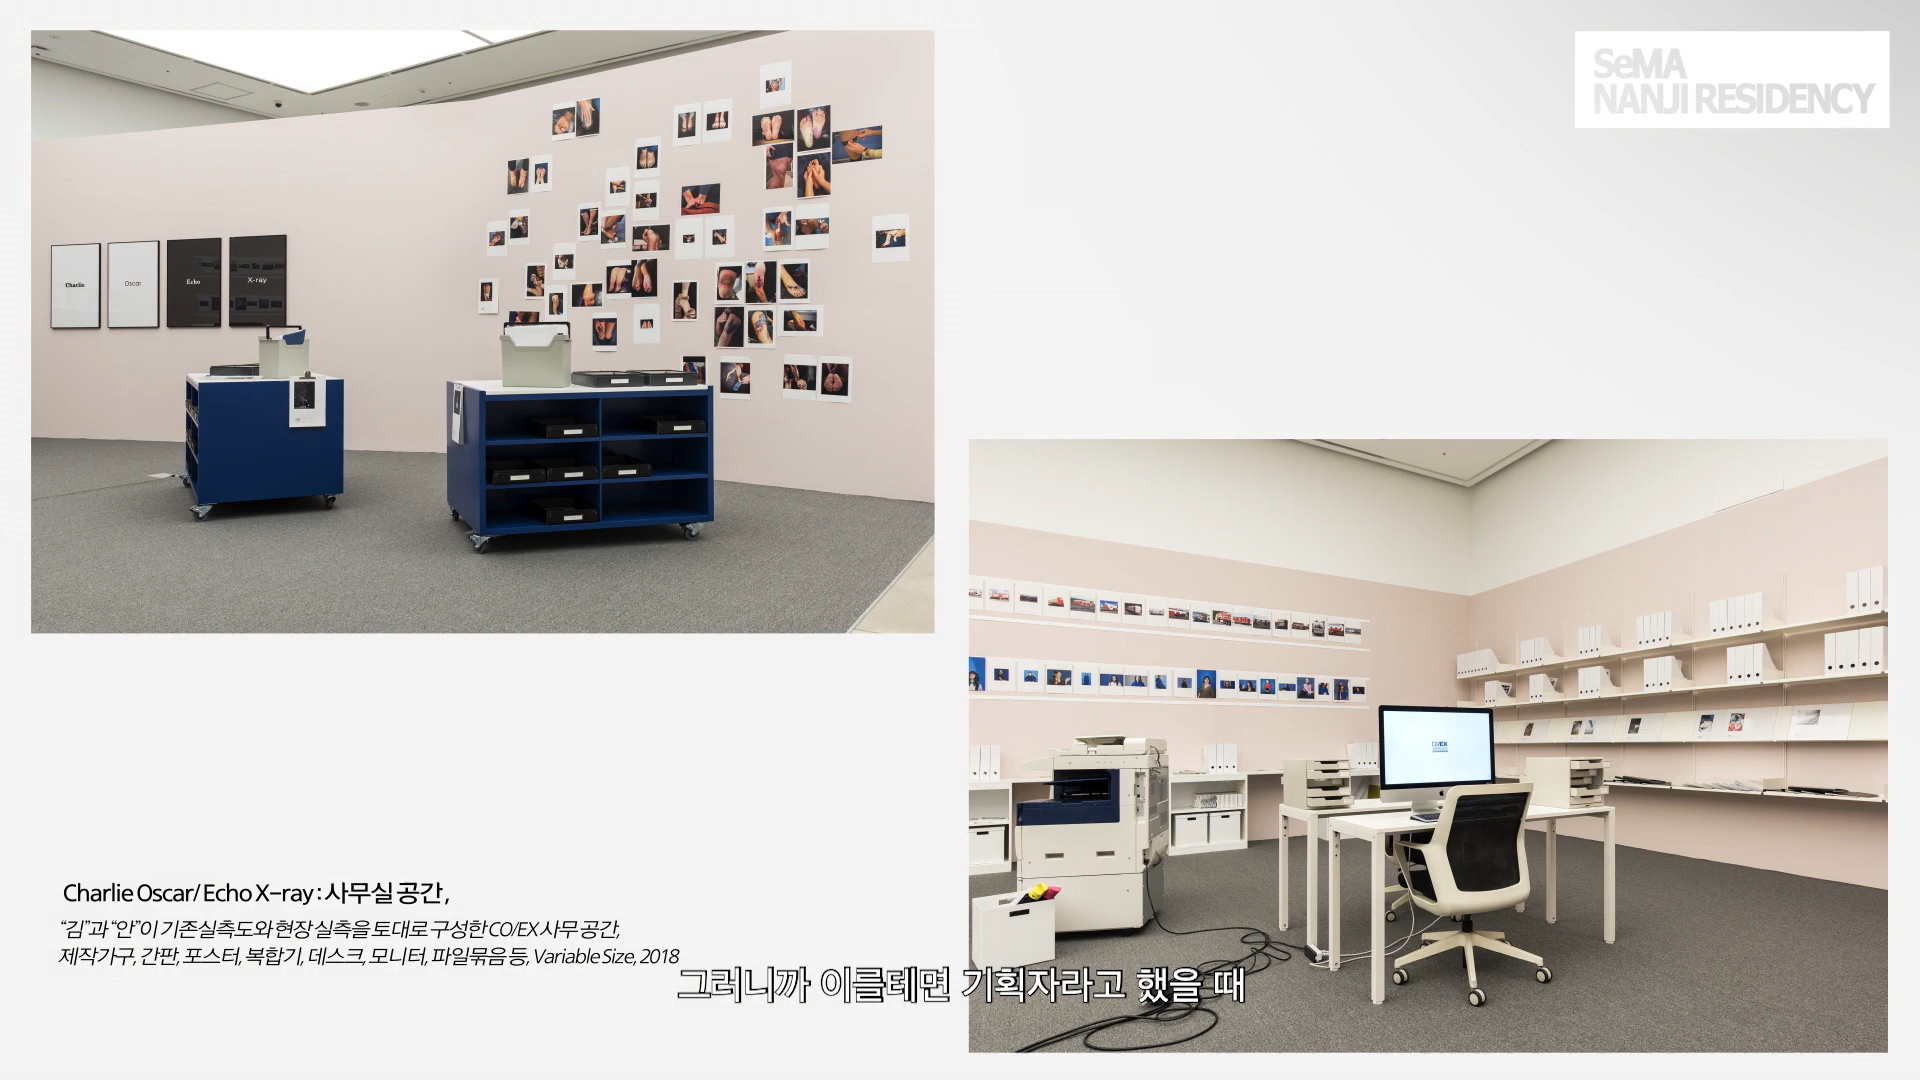 SeMA
NANJI RESIDENCY
Charlie
Oscar
Echo
X-ray
CO/EX
Charlie Oscar/ Echo X-ray : 사무실 공간,
“김”과 “안”이 기존실측도와 현장 실측을 토대로 구성한 CO/EX 사무 공간,
제작가구, 간판, 포스터, 복합기, 데스크, 모니터, 파일묶음 등, Variable Size, 2018
그러니까 이를테면 기획자라고 했을 때